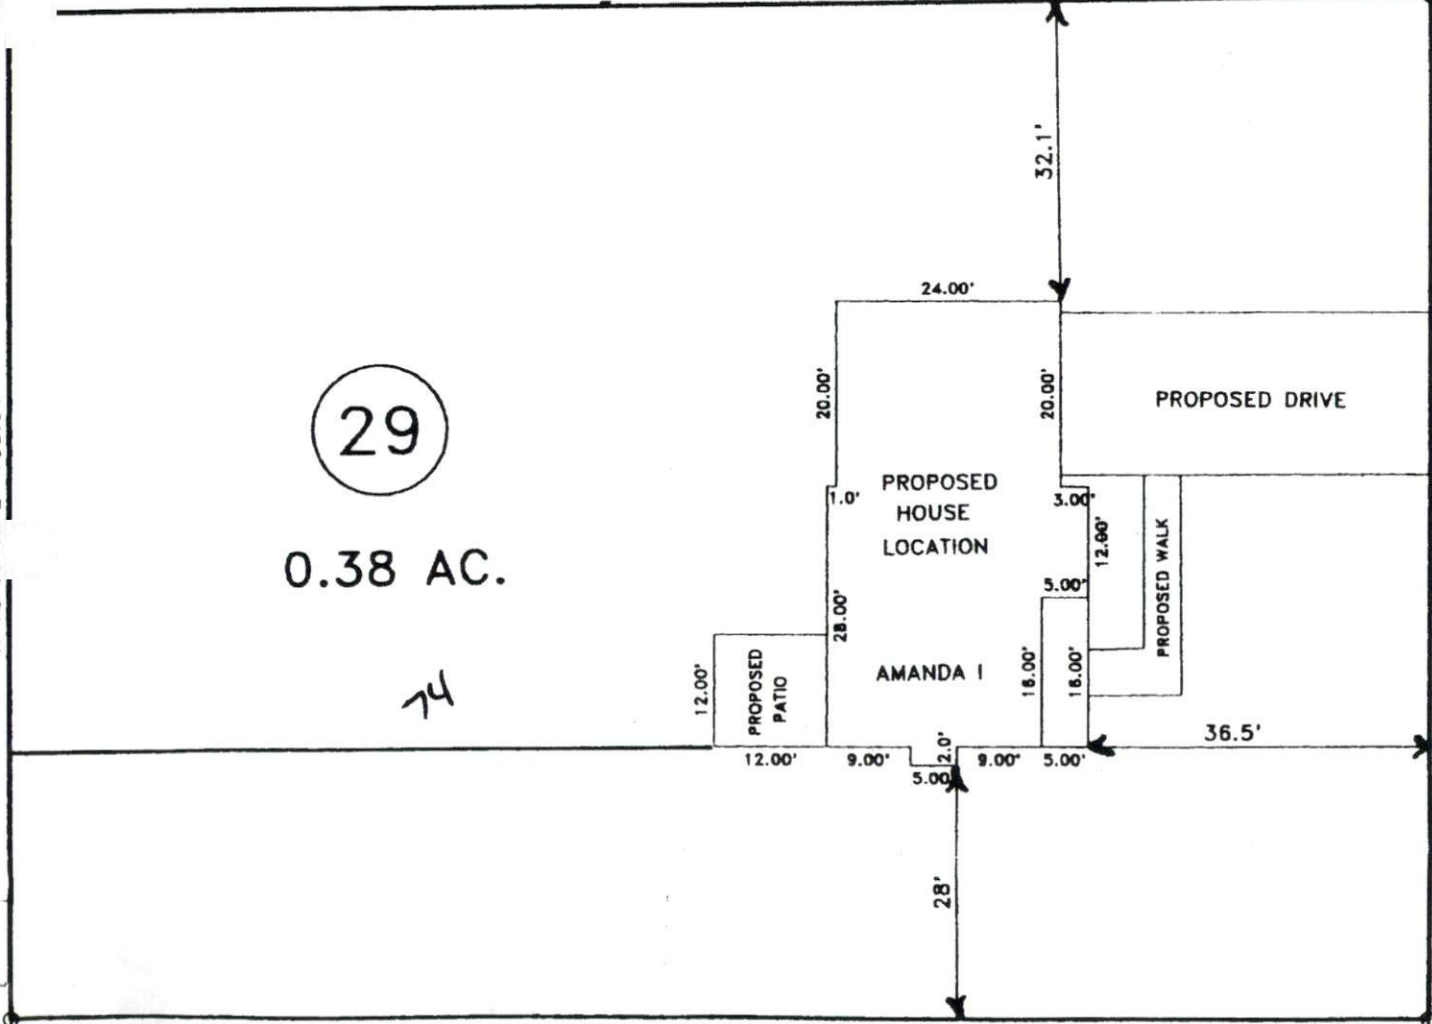 32.1'
24.00'
20.00'
20.00'
PROPOSED DRIVE
29
PROPOSED
HOUSE
LOCATION
1.0'
3.00'
12.00'
PROPOSED WALK
0.38 AC.
5.00'
28.00'
AMANDA I
16.00'
16.00'
12.00'
PROPOSED
PATIO
74
36.5'
12.00'
9.00'
2.0'
5.00'
9.00'
5.00'
28'